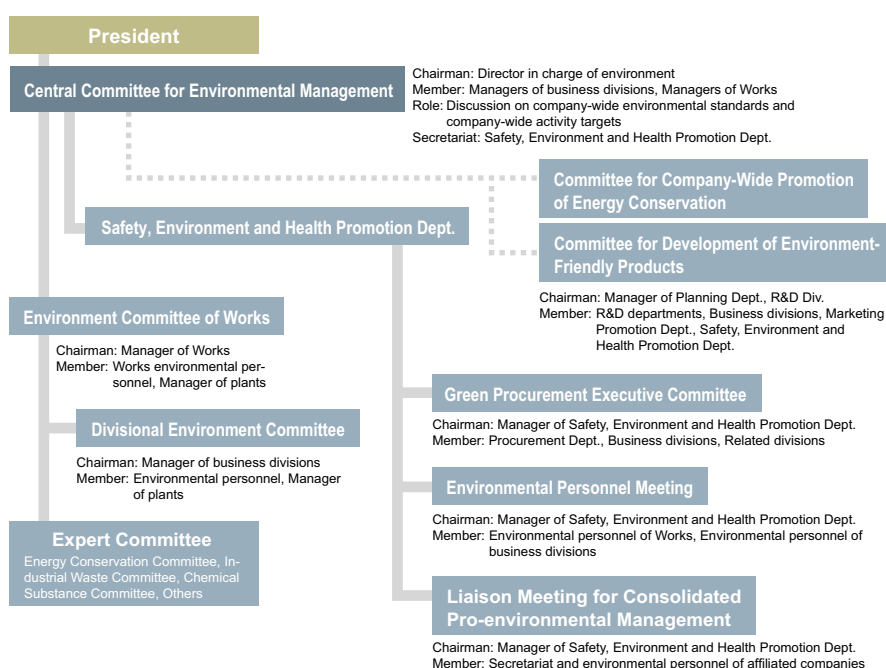 President
Central Committee for Environmental Management
Chairman: Director in charge of environment
Member: Managers of business divisions, Managers of Works
Role: Discussion on company-wide environmental standards and
company-wide activity targets
Secretariat: Safety, Environment and Health Promotion Dept.
Committee for Company-Wide Promotion
of Energy Conservation
Safety, Environment and Health Promotion Dept.
Committee for Development of Environment-
Friendly Products
Chairman: Manager of Planning Dept., R&D Div.
Member: R&D departments, Business divisions, Marketing
Promotion Dept., Safety, Environment and
Health Promotion Dept.
Environment Committee of Works
Chairman: Manager of Works
Member: Works environmental per-
sonnel, Manager of plants
Green Procurement Executive Committee
Chairman: Manager of Safety, Environment and Health Promotion Dept.
Member: Procurement Dept., Business divisions, Related divisions
Divisional Environment Committee
Chairman: Manager of business divisions
Member: Environmental personnel, Manager
of plants
Environmental Personnel Meeting
Chairman: Manager of Safety, Environment and Health Promotion Dept.
Member: Environmental personnel of Works, Environmental personnel of
business divisions
Expert Committee
Energy Conservation Committee, In-
dustrial Waste Committee, Chemical
Substance Committee, Others
Liaison Meeting for Consolidated
Pro-environmental Management
Chairman: Manager of Safety, Environment and Health Promotion Dept.
Member: Secretariat and environmental personnel of affiliated companies